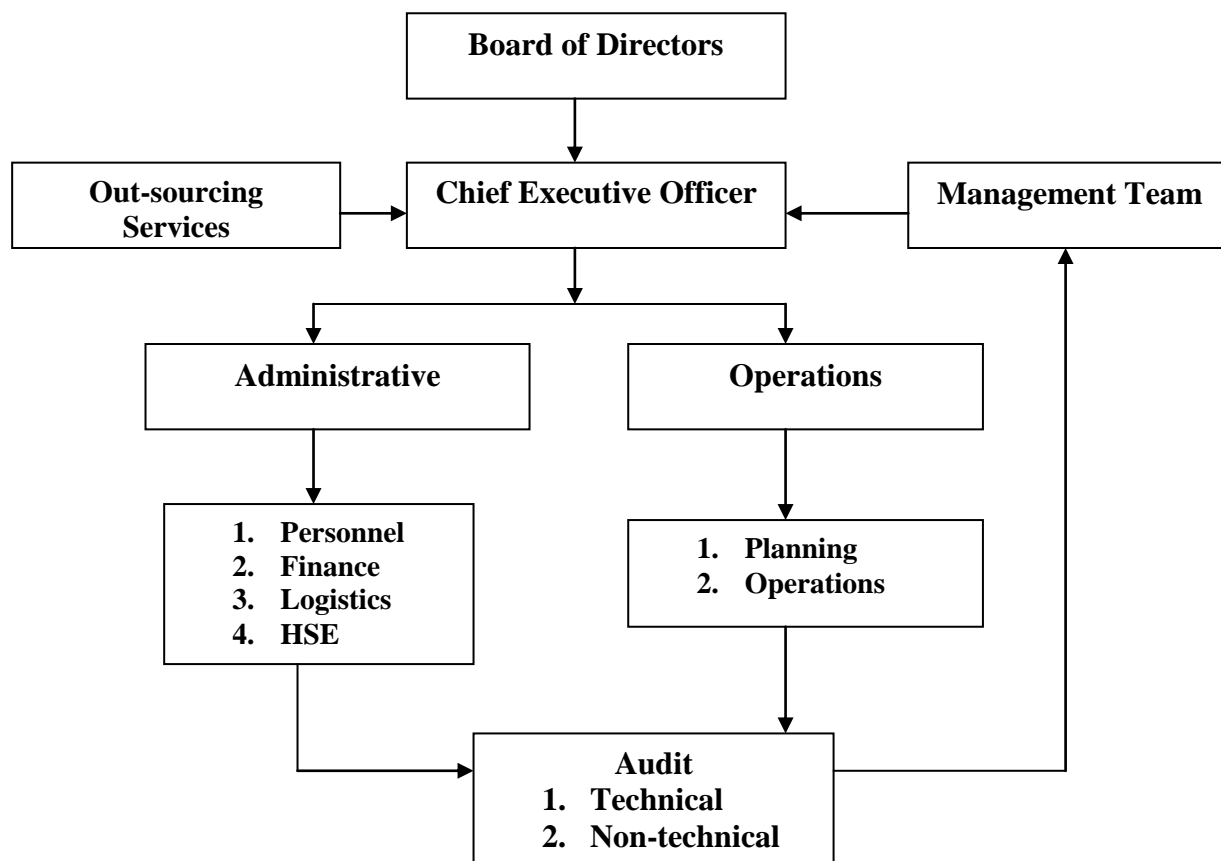 Board of Directors
Out-sourcing
Services
Chief Executive Officer
Management Team
Administrative
Operations
1. Personnel
2. Finance
3. Logistics
4. HSE
1. Planning
2. Operations
Audit
1. Technical
2. Non-technical